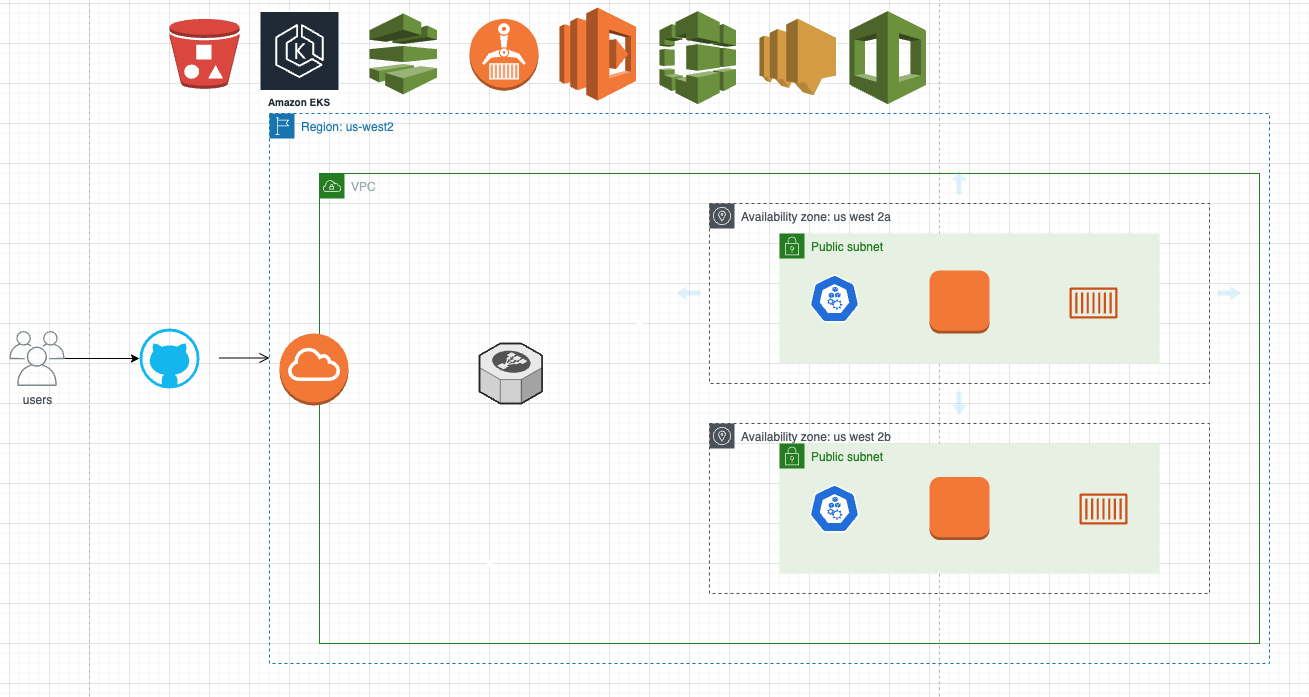 Amazon EKS
Region: us-west2
VPC
Availability zone: us west 2a
Public subnet
users
Availability zone: us west 2b
Public subnet